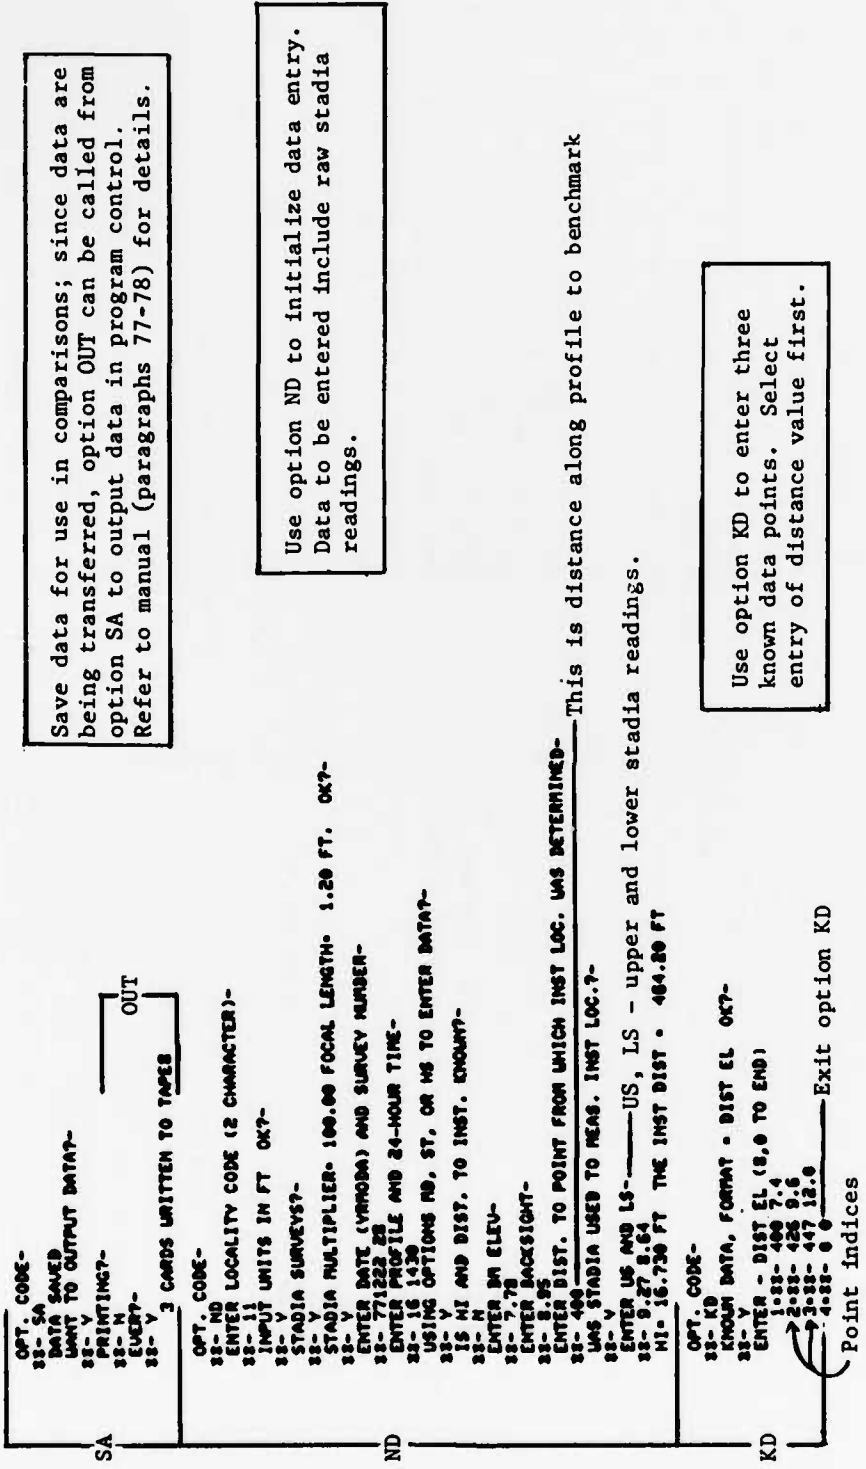 SA
OPT. CODE-
$$- SA
DATA SAVED
WANT TO OUTPUT DATA?-
$$- Y
PRINTING?-
$$- N
EVER?-
$$- Y
3 CARDS WRITTEN TO TAPE8
OUT
Save data for use in comparisons; since data are
being transferred, option OUT can be called from
option SA to output data in program control.
Refer to manual (paragraphs 77-78) for details.
ND
OPT. CODE-
$$- ND
ENTER LOCALITY CODE (2 CHARACTER)-
$$- 11
INPUT UNITS IN FT OK?-
$$- Y
STADIA SURVEYS?-
$$- Y
STADIA MULTIPLIER= 100.00 FOCAL LENGTH= 1.20 FT. OK?-
$$- Y
ENTER DATE (YRMODA) AND SURVEY NUMBER-
$$- 771222 28
ENTER PROFILE AND 24-HOUR TIME-
$$- 16 1430
USING OPTIONS RD, ST, OR HS TO ENTER DATA?-
$$- Y
IS HI AND DIST. TO INST. KNOWN?-
$$- N
ENTER BM ELEV-
$$- 7.78
ENTER BACKSIGHT-
$$- 8.95
ENTER DIST. TO POINT FROM WHICH INST LOC. WAS DETERMINED-
$$- 400 This is distance along profile to benchmark
WAS STADIA USED TO MEAS. INST LOC.?-
$$- Y
ENTER US AND LS- US, LS - upper and lower stadia readings.
$$- 9.27 8.64
HI= 16.730 FT THE INST DIST = 464.20 FT
Use option ND to initialize data entry.
Data to be entered include raw stadia
readings.
KD
OPT. CODE-
$$- KD
KNOWN DATA, FORMAT = DIST EL OK?-
$$- Y
ENTER - DIST EL (0,0 TO END)
1=$$- 400 7.4
2=$$- 426 9.6
3=$$- 447 12.0
4=$$- 0 0 Exit option KD
Point indices
Use option KD to enter three
known data points. Select
entry of distance value first.